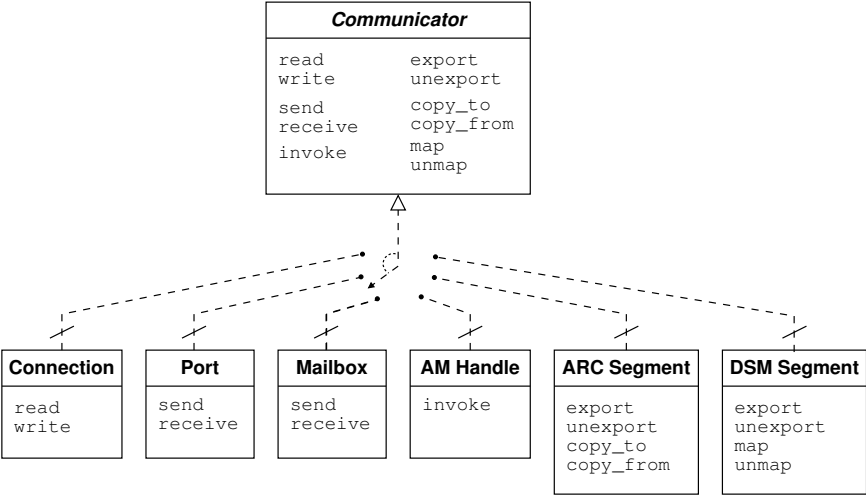 Communicator
read export
write unexport
send copy_to
receive copy_from
invoke map
unmap
Connection Port Mailbox AM Handle ARC Segment DSM Segment
read
write
send
receive
send
receive
invoke
export
unexport
copy_to
copy_from
export
unexport
map
unmap